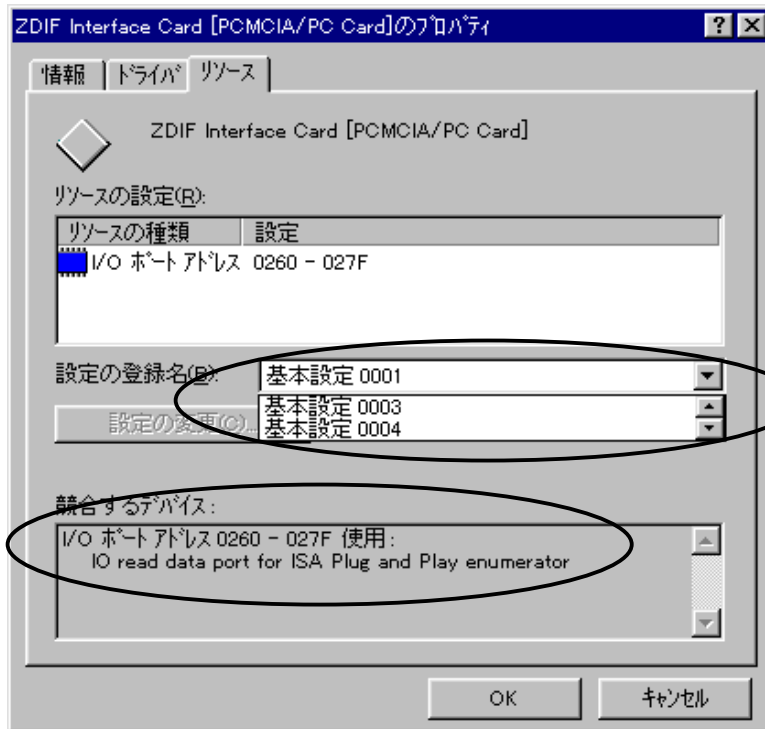 ZDIF Interface Card [PCMCIA/PC Card]のﾌﾟﾛﾊﾟﾃｨ
情報 ﾄﾞﾗｲﾊﾞ ﾘｿｰｽ
ZDIF Interface Card [PCMCIA/PC Card]
ﾘｿｰｽの設定(R):
ﾘｿｰｽの種類 設定
I/O ﾎﾟｰﾄ ｱﾄﾞﾚｽ 0260 - 027F
設定の登録名(B): 基本設定 0001
基本設定 0003
設定の変更(C)... 基本設定 0004
競合するﾃﾞﾊﾞｲｽ:
I/O ﾎﾟｰﾄ ｱﾄﾞﾚｽ 0260 - 027F 使用:
IO read data port for ISA Plug and Play enumerator
OK ｷｬﾝｾﾙ